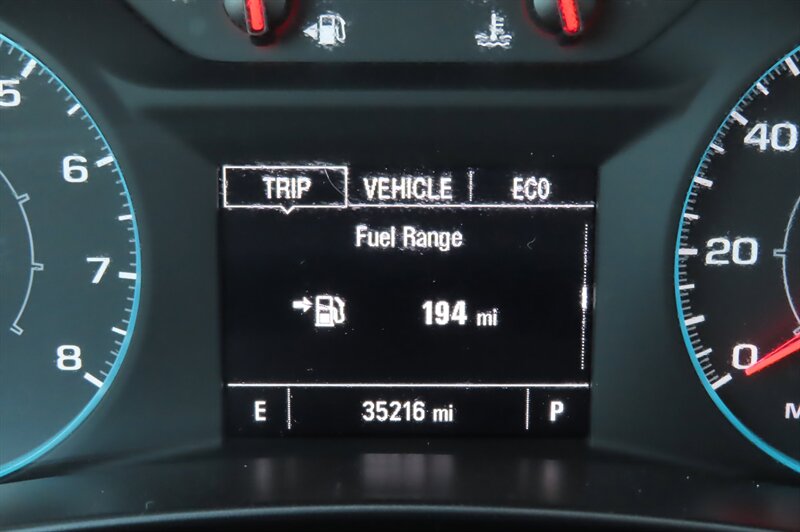 5
6
7
8
TRIP VEHICLE ECO
Fuel Range
194 mi
E 35216 mi P
40
20
0